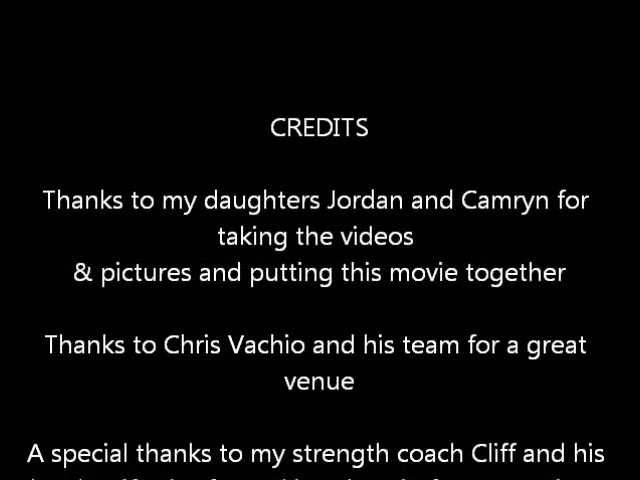 CREDITS
Thanks to my daughters Jordan and Camryn for
taking the videos
& pictures and putting this movie together
Thanks to Chris Vachio and his team for a great
venue
A special thanks to my strength coach Cliff and his